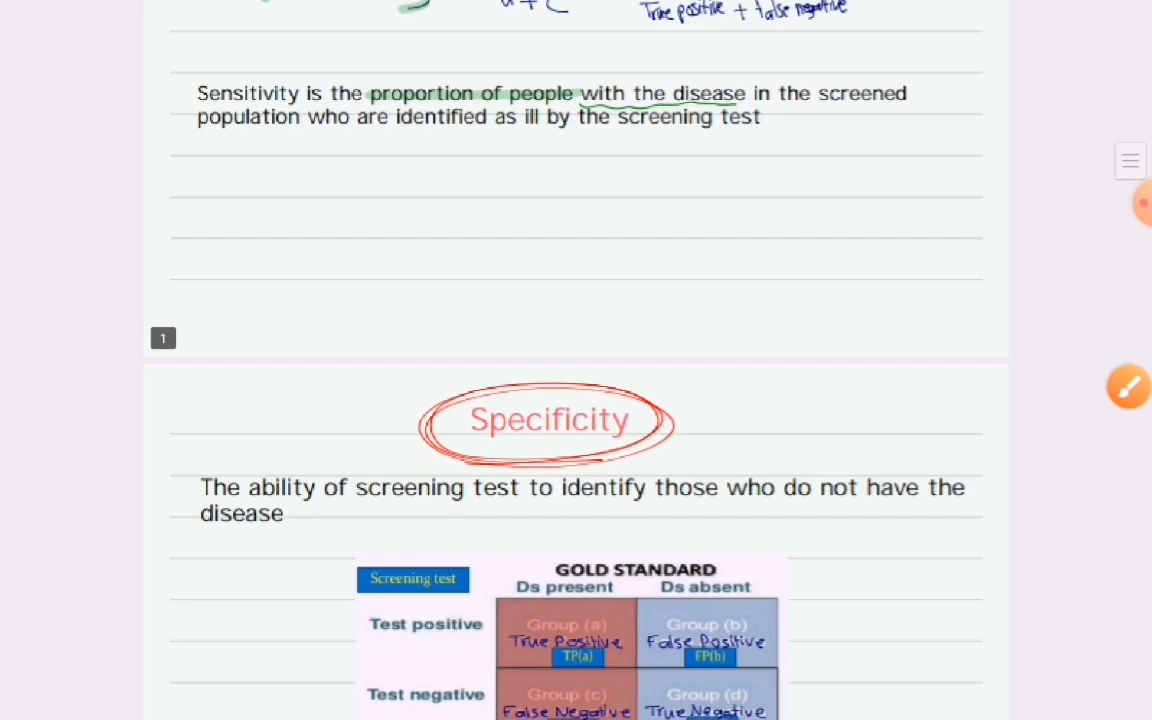 a + c
True positive + false negative
Sensitivity is the proportion of people with the disease in the screened
population who are identified as ill by the screening test
1
Specificity
The ability of screening test to identify those who do not have the
disease
Screening test
GOLD STANDARD
Ds present Ds absent
Test positive Group (a) Group (b)
True Positive False Positive
TP(a) FP(b)
Test negative Group (c) Group (d)
False Negative True Negative